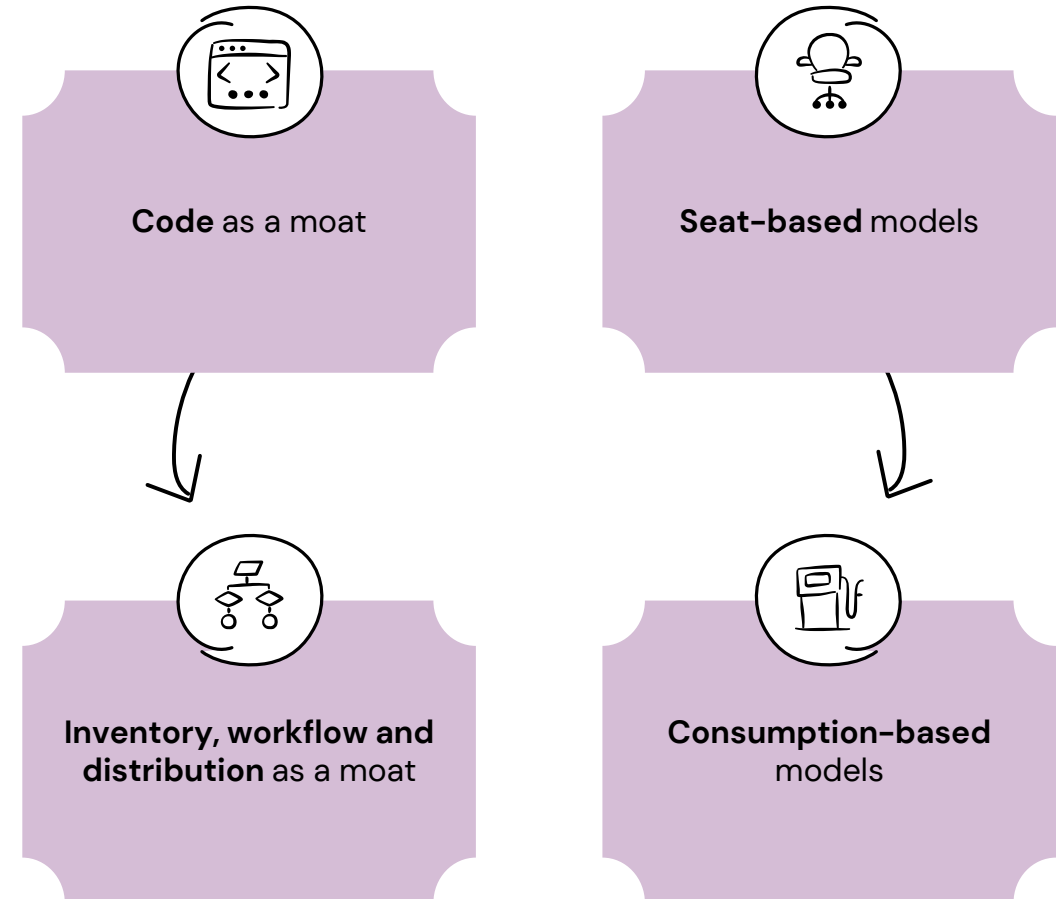 Code as a moat
Seat-based models
Inventory, workflow and
distribution as a moat
Consumption-based
models